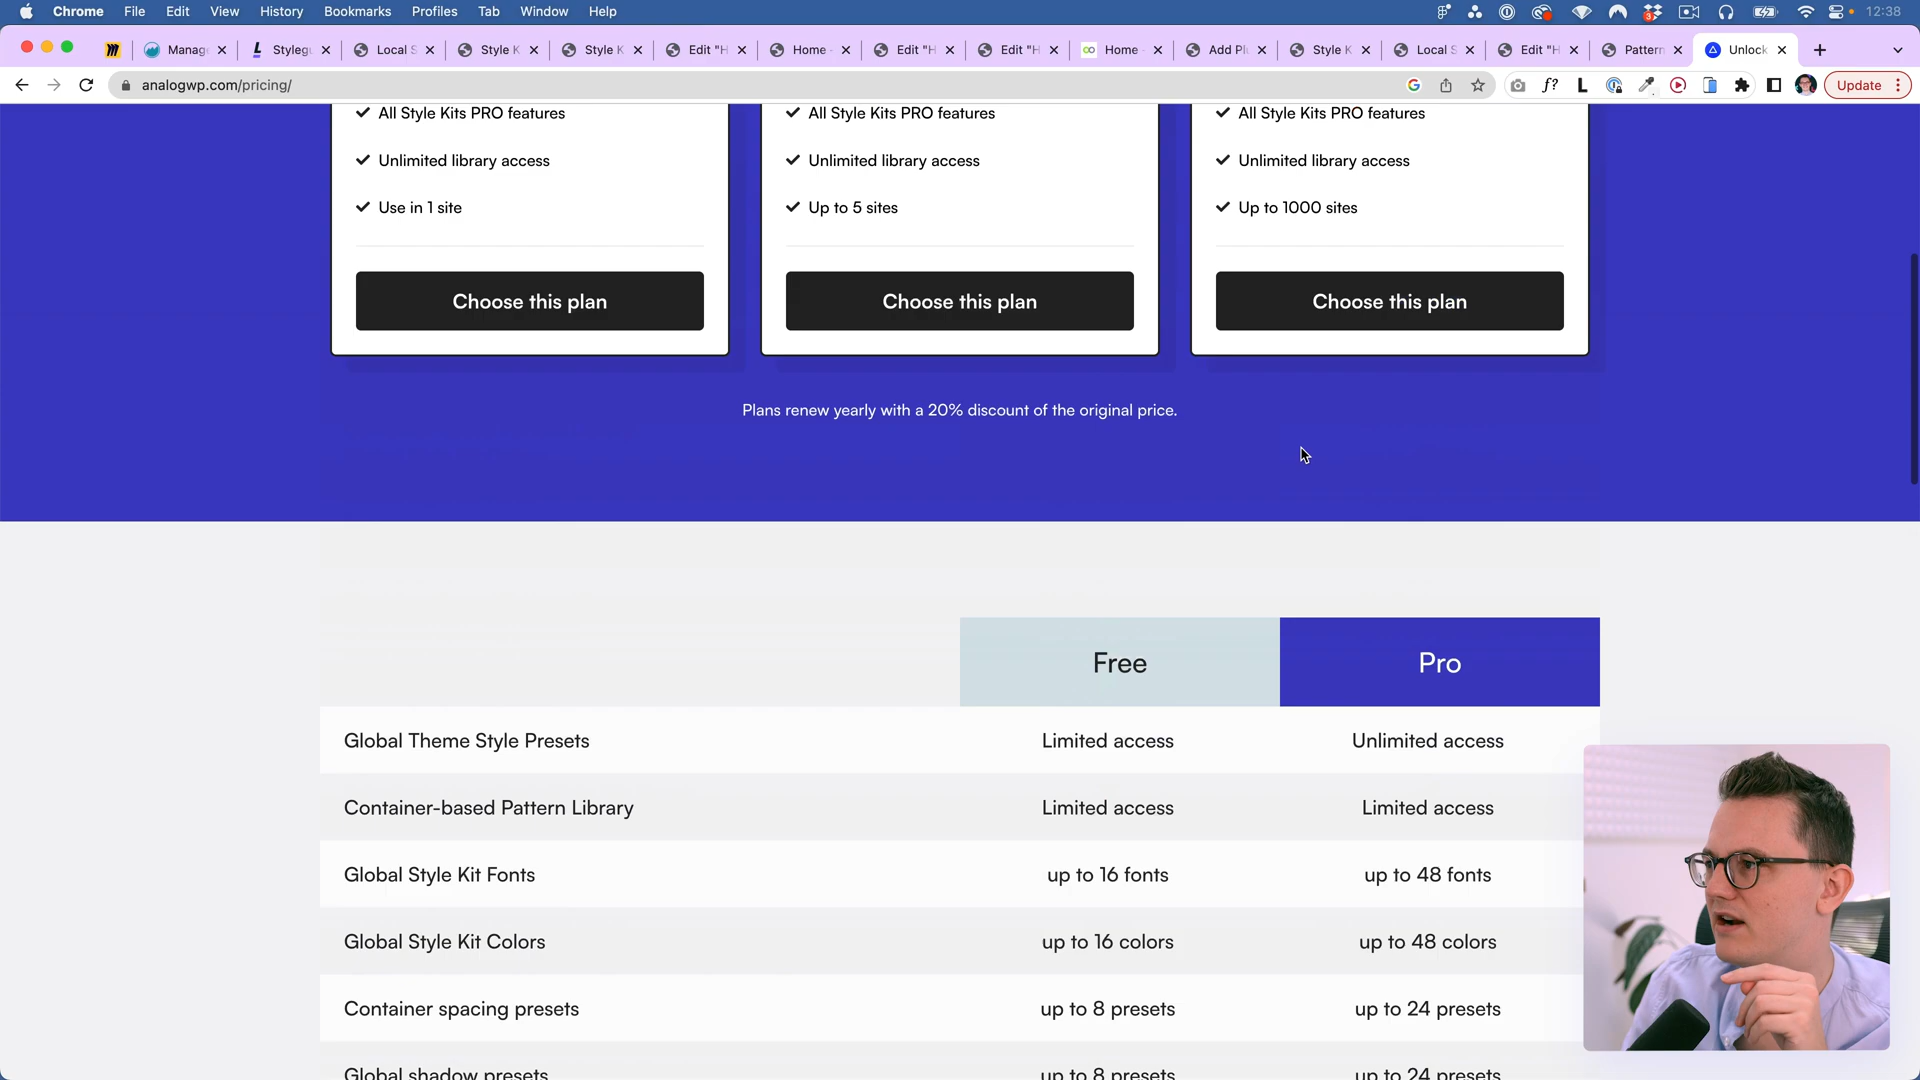 Chrome File Edit View History Bookmarks Profiles Tab Window Help 3 12:38
Manag Stylegu Local S Style K Style K Edit "H Home - Edit "H Edit "H Home Add Pl Style K Local S Edit "H Pattern Unlock
analogwp.com/pricing/ Update
All Style Kits PRO features
Unlimited library access
Use in 1 site
Choose this plan
All Style Kits PRO features
Unlimited library access
Up to 5 sites
Choose this plan
All Style Kits PRO features
Unlimited library access
Up to 1000 sites
Choose this plan
Plans renew yearly with a 20% discount of the original price.
Free Pro
Global Theme Style Presets Limited access Unlimited access
Container-based Pattern Library Limited access Limited access
Global Style Kit Fonts up to 16 fonts up to 48 fonts
Global Style Kit Colors up to 16 colors up to 48 colors
Container spacing presets up to 8 presets up to 24 presets
Global shadow presets up to 8 presets up to 24 presets